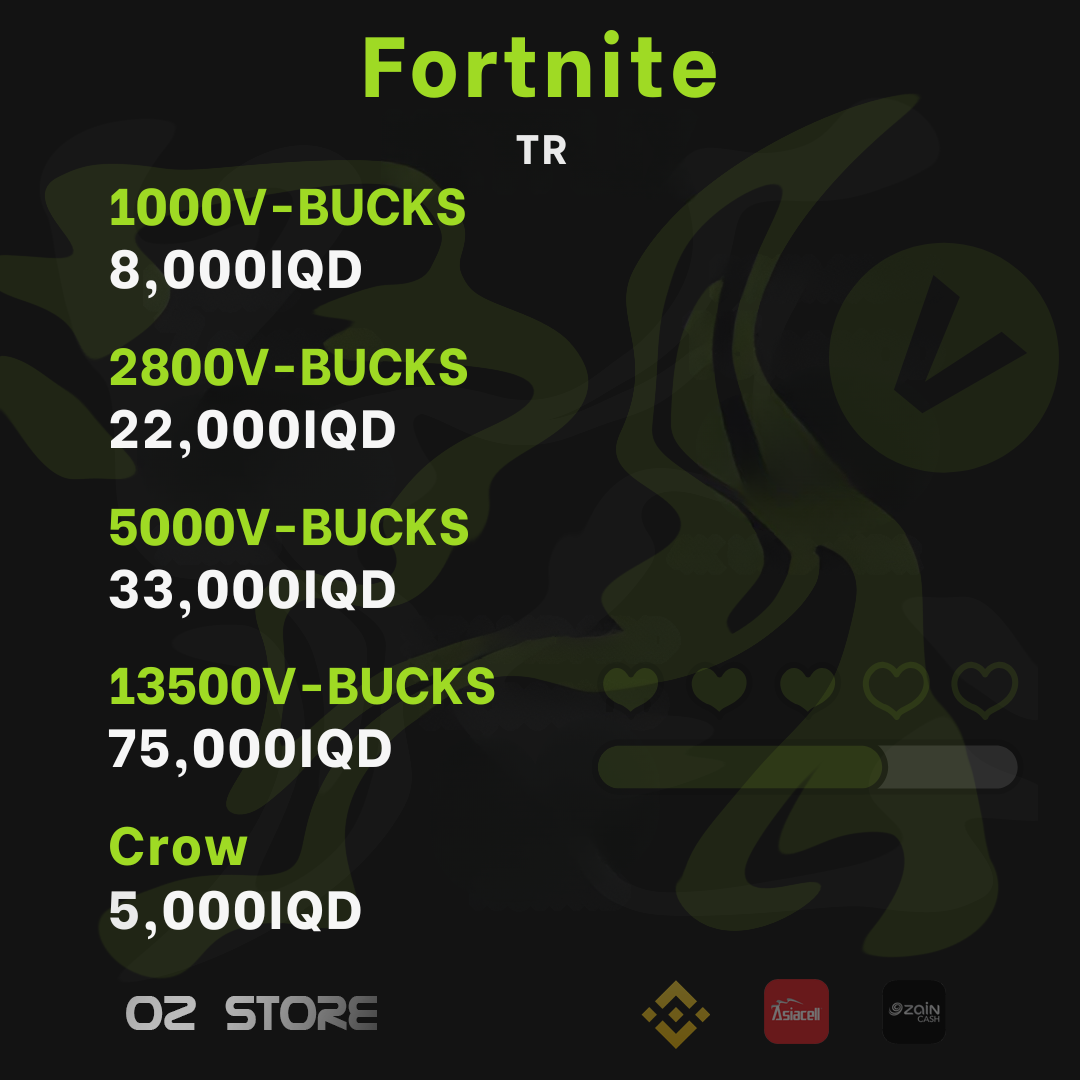 Fortnite
TR
1000V-BUCKS
8,000IQD
2800V-BUCKS
22,000IQD
5000V-BUCKS
33,000IQD
13500V-BUCKS
75,000IQD
Crow
5,000IQD
OZ STORE
Asiacell
zain
CASH